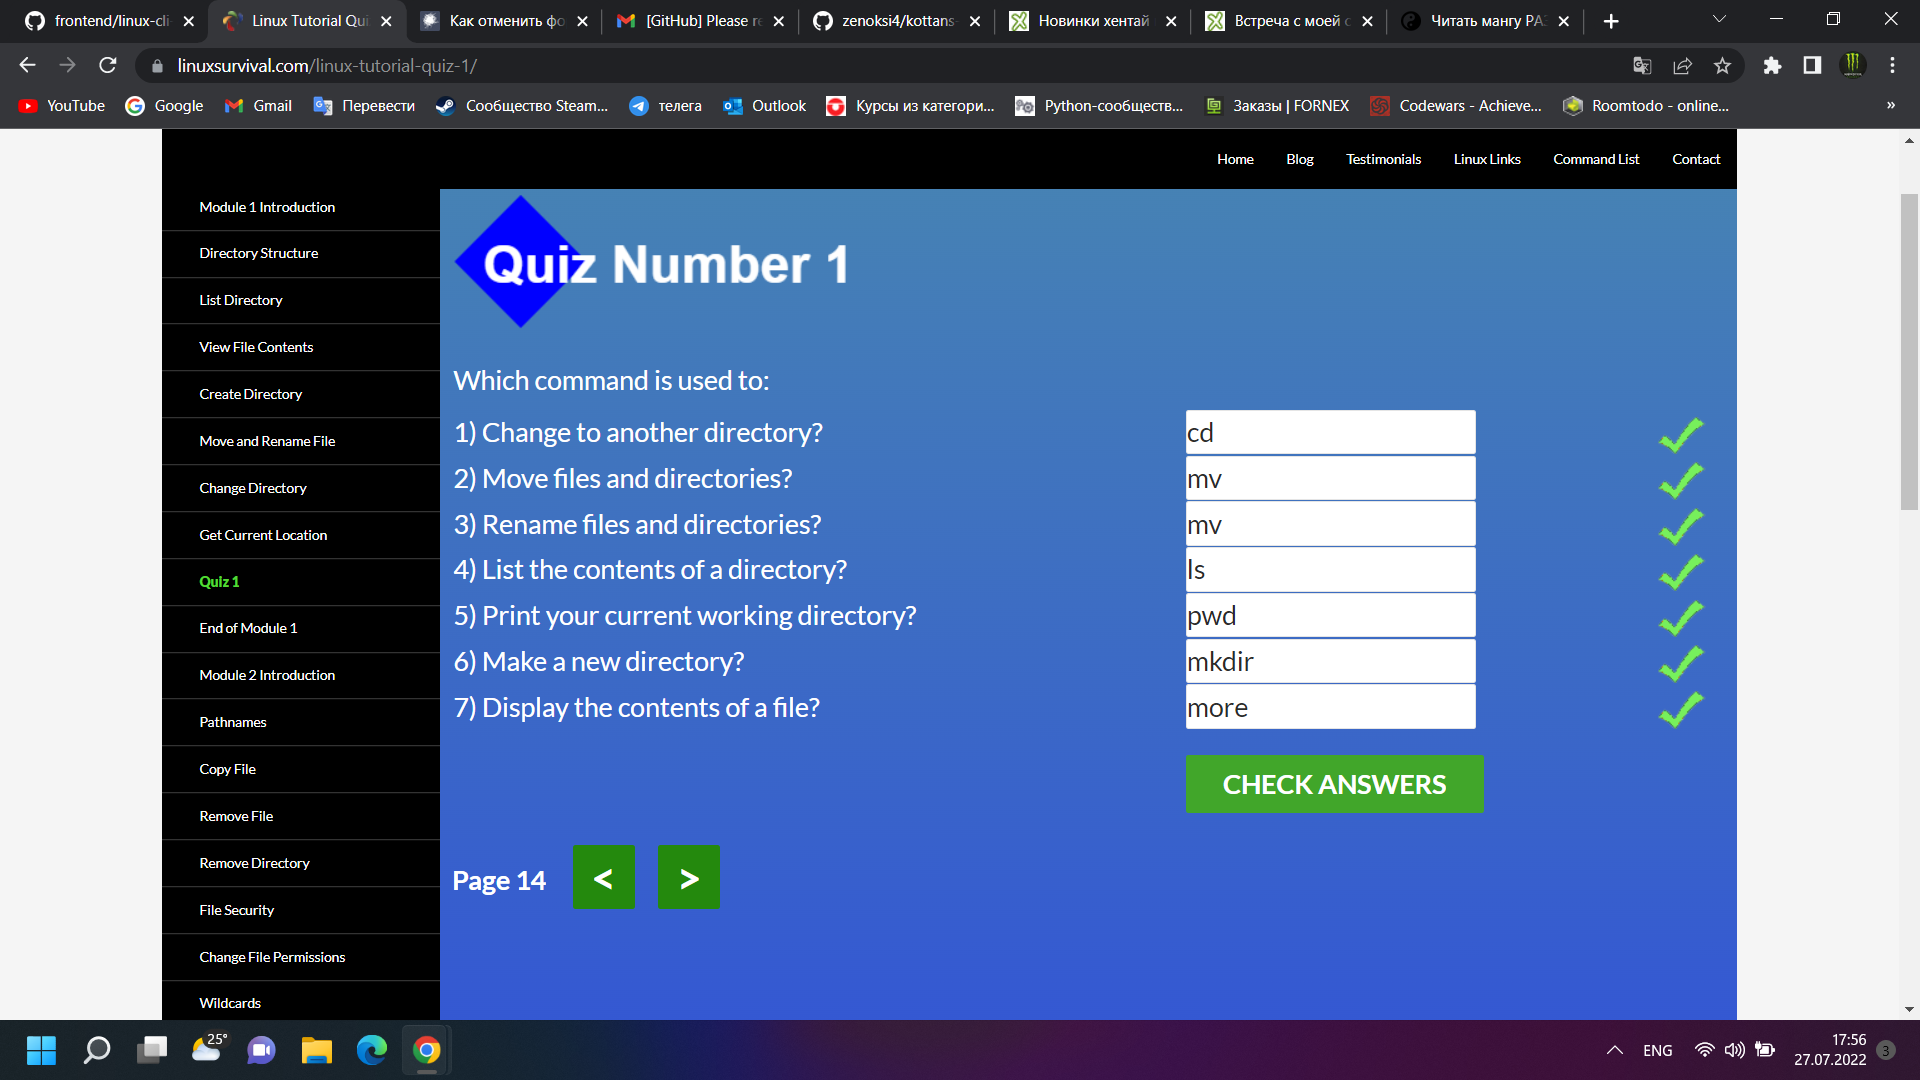 frontend/linux-cli
Linux Tutorial Qui
Как отменить фо
[GitHub] Please re
zenoksi4/kottans-
Новинки хентай
Встреча с моей с
Читать мангу РАЗ
linuxsurvival.com/linux-tutorial-quiz-1/
YouTube
Google
Gmail
Перевести
Сообщество Steam...
телега
Outlook
Курсы из категори...
Python-сообществ...
Заказы | FORNEX
Codewars - Achieve...
Roomtodo - online...
»
Home
Blog
Testimonials
Linux Links
Command List
Contact
Module 1 Introduction
Directory Structure
List Directory
View File Contents
Create Directory
Move and Rename File
Change Directory
Get Current Location
Quiz 1
End of Module 1
Module 2 Introduction
Pathnames
Copy File
Remove File
Remove Directory
File Security
Change File Permissions
Wildcards
Quiz Number 1
Which command is used to:
1) Change to another directory? cd
2) Move files and directories? mv
3) Rename files and directories? mv
4) List the contents of a directory? ls
5) Print your current working directory? pwd
6) Make a new directory? mkdir
7) Display the contents of a file? more
CHECK ANSWERS
Page 14 < >
25°
ENG
17:56
27.07.2022
3